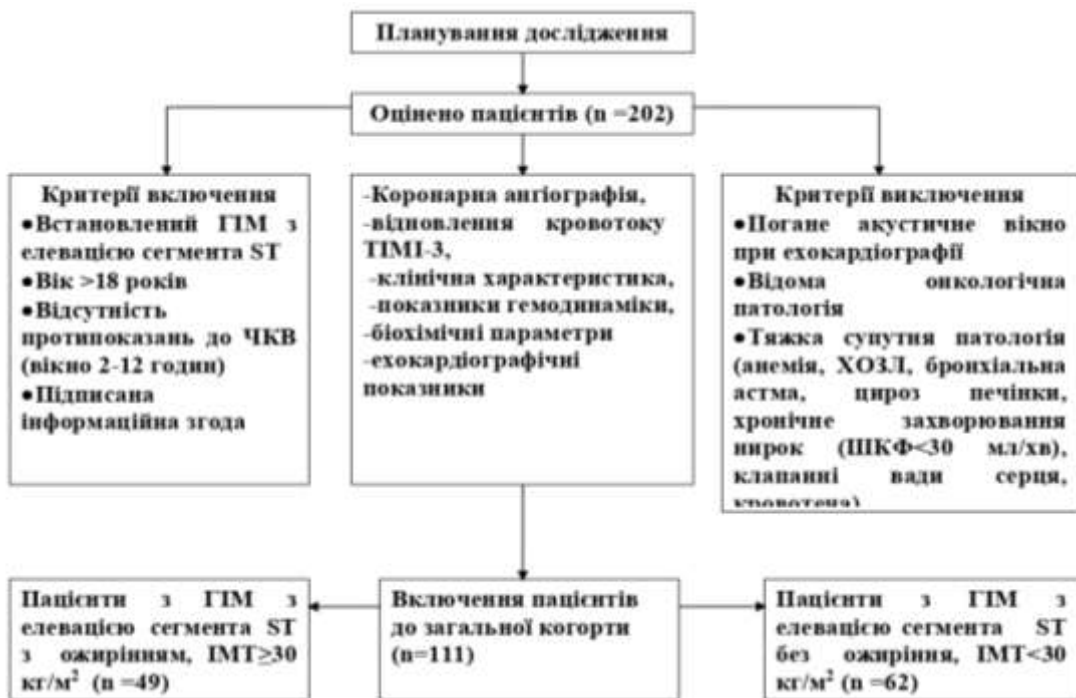 Планування дослідження
Оцінено пацієнтів (n =202)
Критерії включення
●Встановлений ГІМ з
елевацією сегмента ST
●Вік >18 років
●Відсутність
протипоказань до ЧКВ
(вікно 2-12 годин)
●Підписана
інформаційна згода
-Коронарна ангіографія,
-відновлення кровотоку
ТІМІ-3,
-клінічна характеристика,
-показники гемодинаміки,
-біохімічні параметри
-ехокардіографічні
показники
Критерії виключення
●Погане акустичне вікно
при ехокардіографії
●Відома онкологічна
патологія
●Тяжка супутня патологія
(анемія, ХОЗЛ, бронхіальна
астма, цироз печінки,
хронічне захворювання
нирок (ШКФ<30 мл/хв),
клапанні вади серця,
кровотеча)
Пацієнти з ГІМ з
елевацією сегмента ST
з ожирінням, ІМТ≥30
кг/м² (n =49)
Включення пацієнтів
до загальної когорти
(n=111)
Пацієнти з ГІМ з
елевацією сегмента ST
без ожиріння, ІМТ<30
кг/м² (n =62)